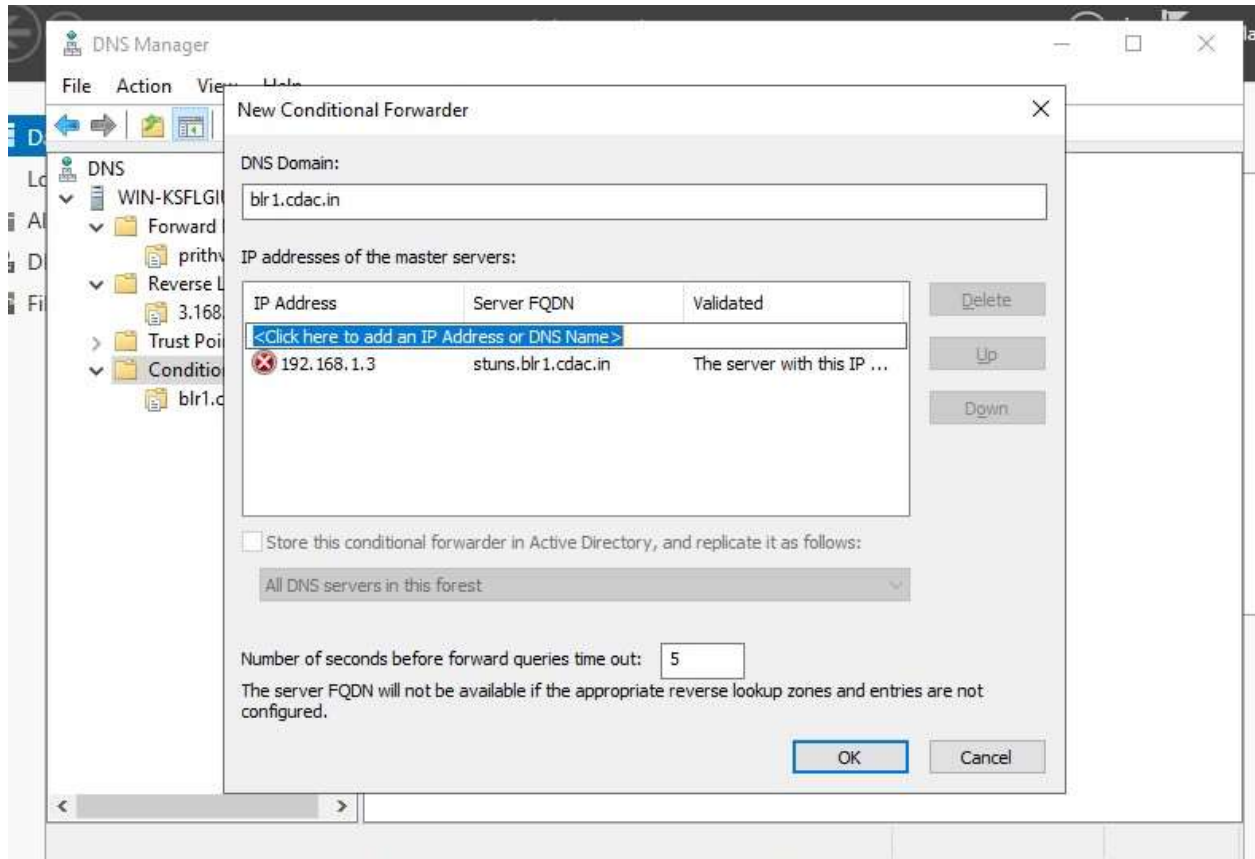 DNS Manager
File Action View Help
DNS
WIN-KSFLGI
Forward
prithv
Reverse L
3.168.
Trust Poi
Conditio
blr1.c
New Conditional Forwarder
DNS Domain:
blr1.cdac.in
IP addresses of the master servers:
IP Address Server FQDN Validated
<Click here to add an IP Address or DNS Name>
192.168.1.3 stuns.blr1.cdac.in The server with this IP ...
Delete
Up
Down
Store this conditional forwarder in Active Directory, and replicate it as follows:
All DNS servers in this forest
Number of seconds before forward queries time out: 5
The server FQDN will not be available if the appropriate reverse lookup zones and entries are not
configured.
OK Cancel